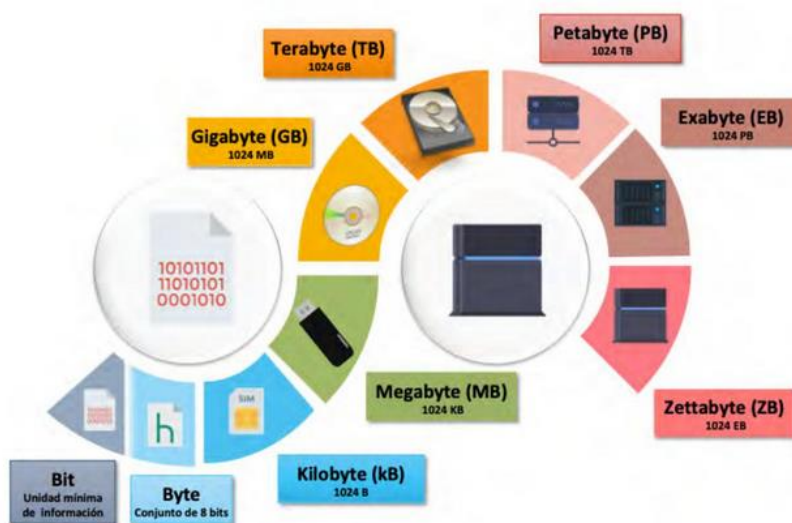 Terabyte (TB)
1024 GB
Petabyte (PB)
1024 TB
Gigabyte (GB)
1024 MB
Exabyte (EB)
1024 PB
10101101
11010101
0001010
Megabyte (MB)
1024 KB
Zettabyte (ZB)
1024 EB
SIM
h
Bit
Unidad mínima
de información
Byte
Conjunto de 8 bits
Kilobyte (kB)
1024 B